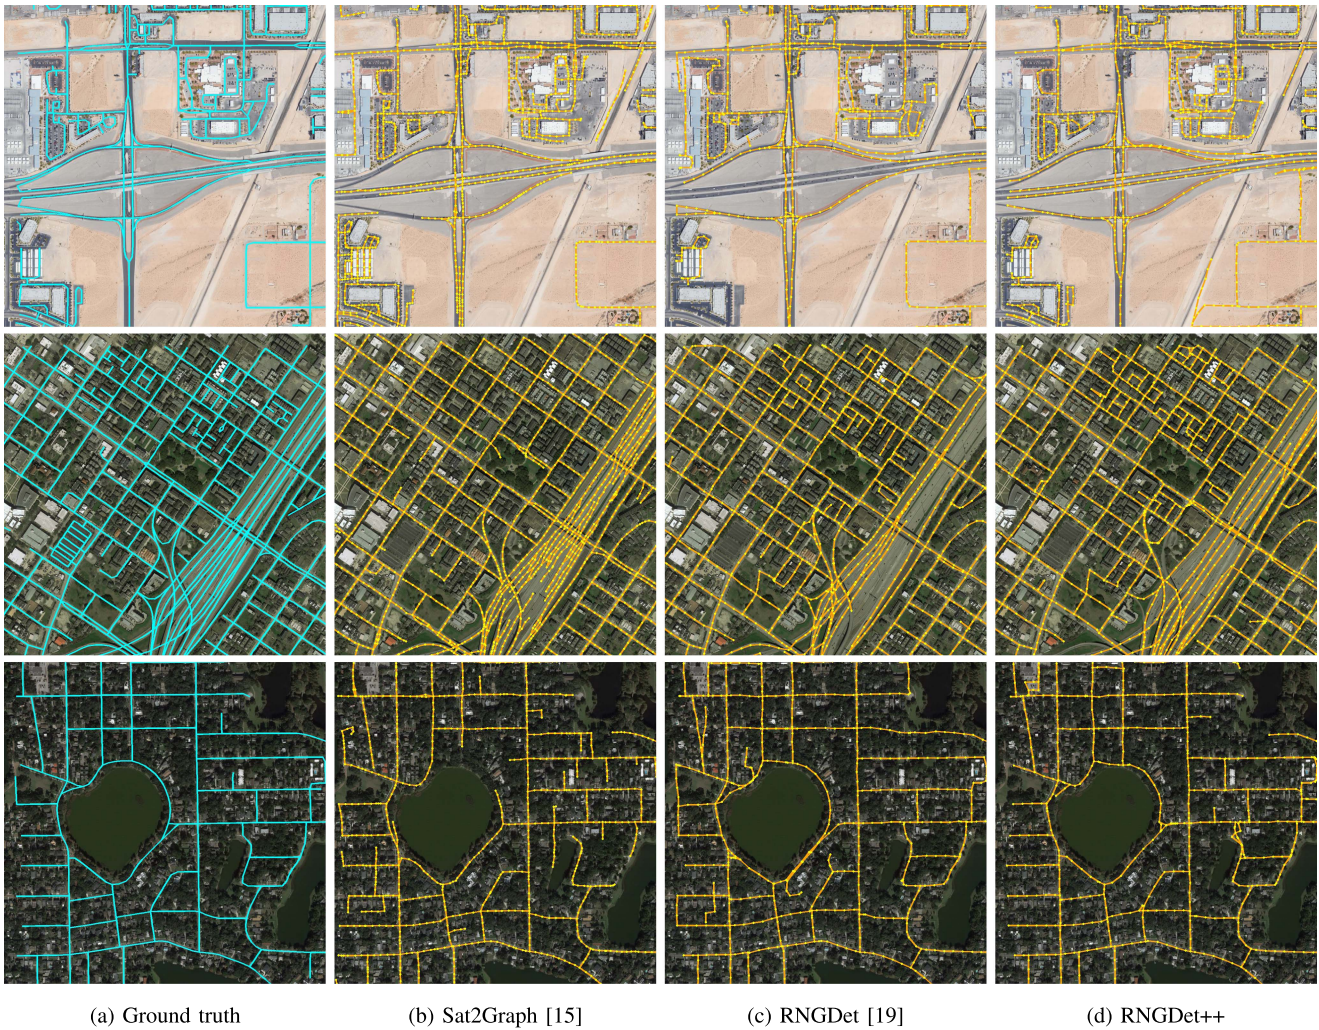 (a) Ground truth
(b) Sat2Graph [15]
(c) RNGDet [19]
(d) RNGDet++